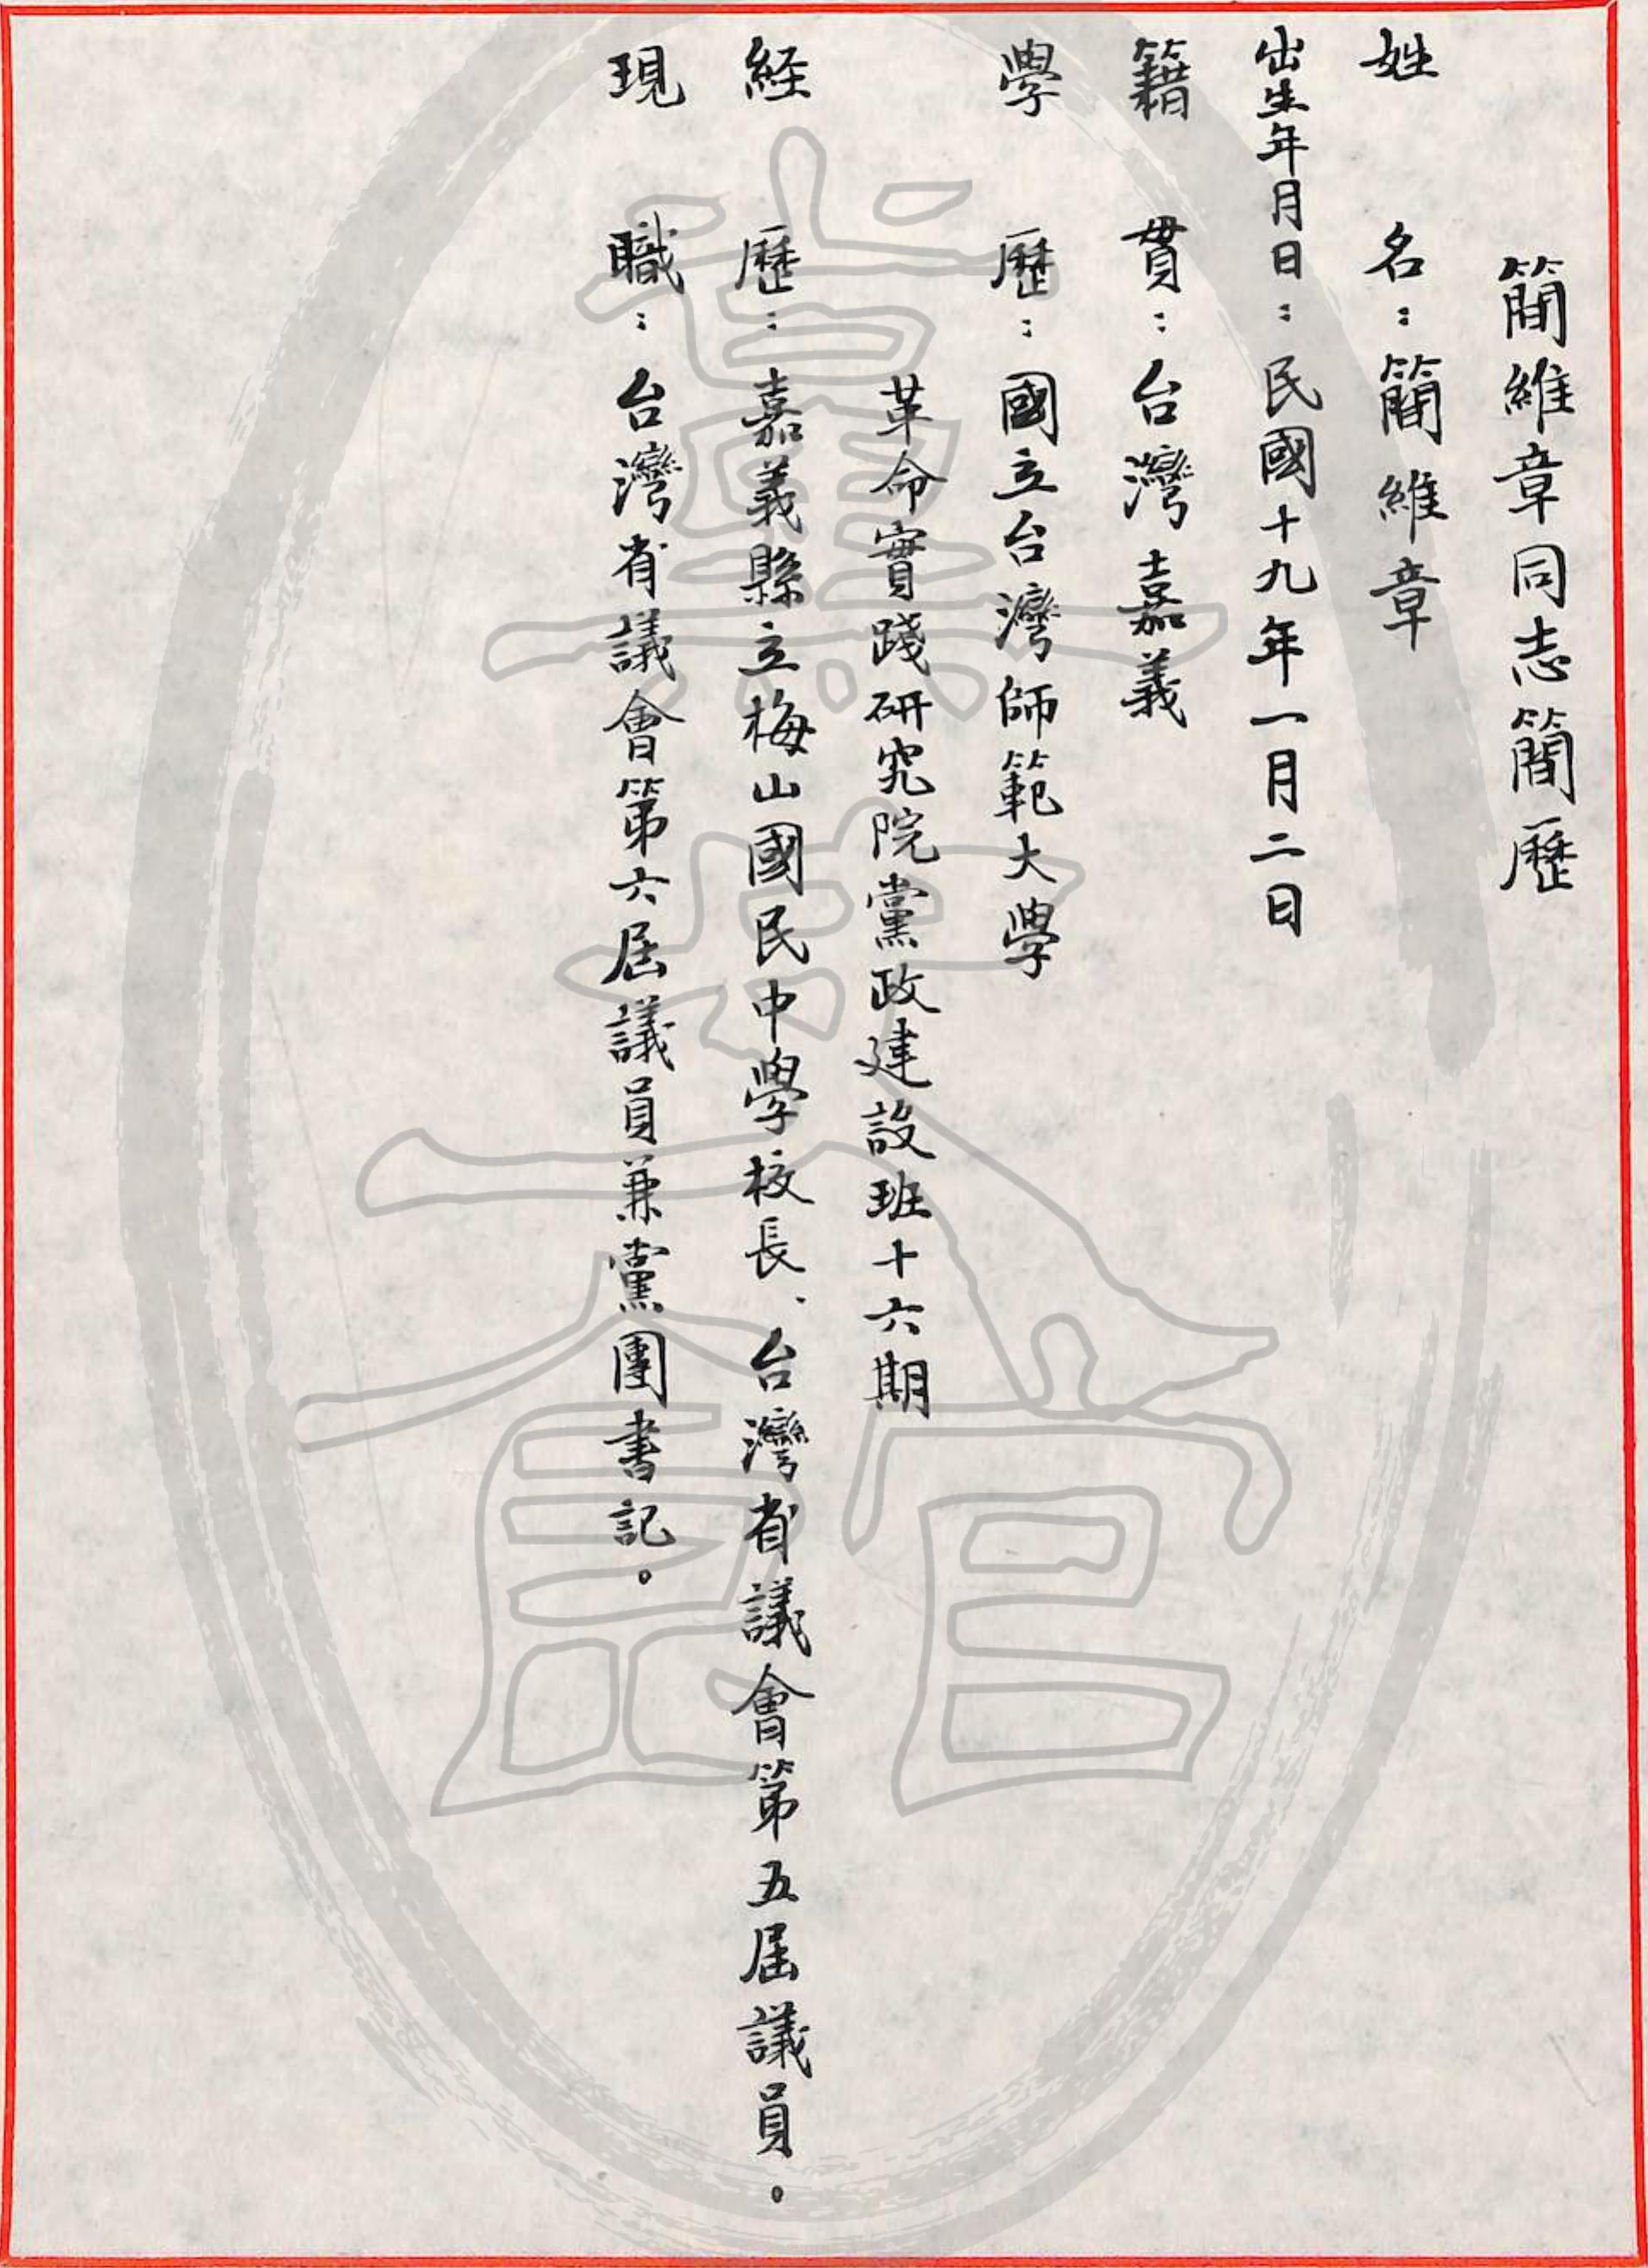 簡維章同志簡歷
姓名：簡維章
出生年月日：民國十九年一月二日
籍貫：台灣嘉義
學歷：國立台灣師範大學
革命實踐研究院黨政建設班十六期
経歷：嘉義縣立梅山國民中學校長、台灣省議會第五屆議員。
現職：台灣省議會第六屆議員兼黨團書記。